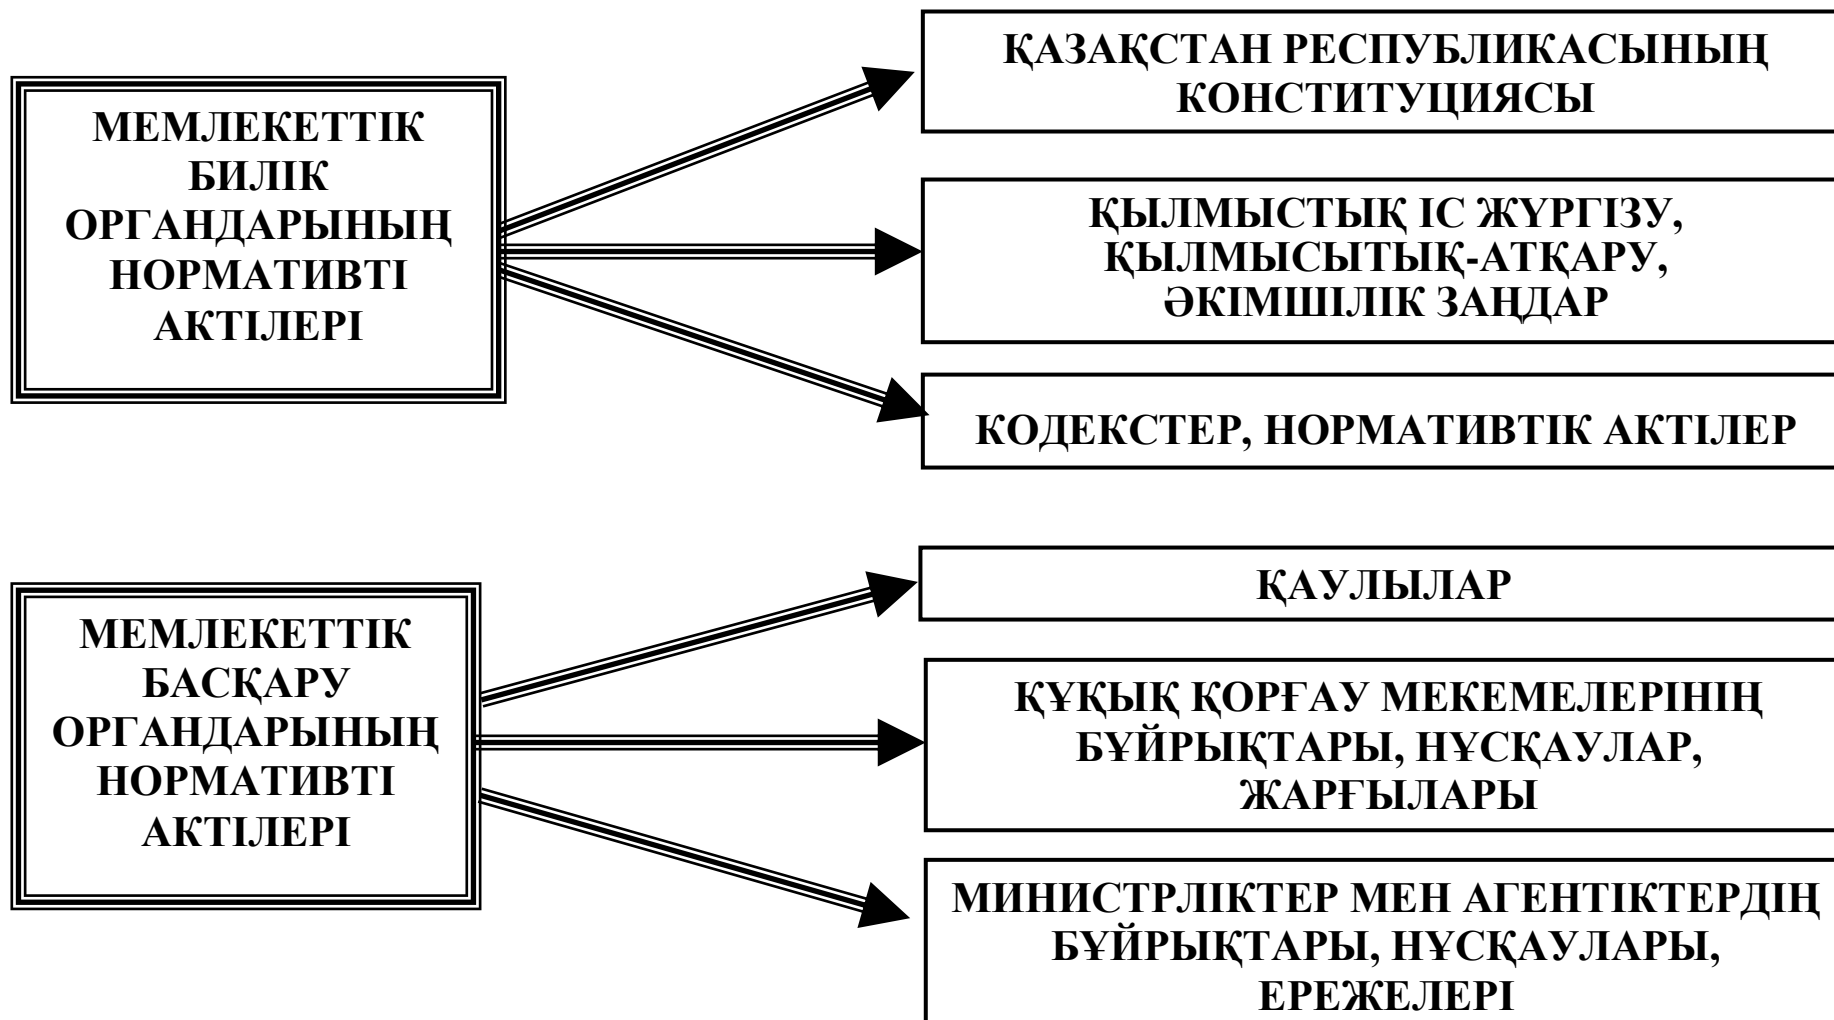 МЕМЛЕКЕТТІК
БИЛІК
ОРГАНДАРЫНЫҢ
НОРМАТИВТІ
АКТІЛЕРІ
ҚАЗАҚСТАН РЕСПУБЛИКАСЫНЫҢ
КОНСТИТУЦИЯСЫ
ҚЫЛМЫСТЫҚ ІС ЖҮРГІЗУ,
ҚЫЛМЫСЫТЫҚ-АТҚАРУ,
ӘКІМШІЛІК ЗАҢДАР
КОДЕКСТЕР, НОРМАТИВТІК АКТІЛЕР
МЕМЛЕКЕТТІК
БАСҚАРУ
ОРГАНДАРЫНЫҢ
НОРМАТИВТІ
АКТІЛЕРІ
ҚАУЛЫЛАР
ҚҰҚЫҚ ҚОРҒАУ МЕКЕМЕЛЕРІНІҢ
БҰЙРЫҚТАРЫ, НҰСҚАУЛАР,
ЖАРҒЫЛАРЫ
МИНИСТРЛІКТЕР МЕН АГЕНТІКТЕРДІҢ
БҰЙРЫҚТАРЫ, НҰСҚАУЛАРЫ,
ЕРЕЖЕЛЕРІ